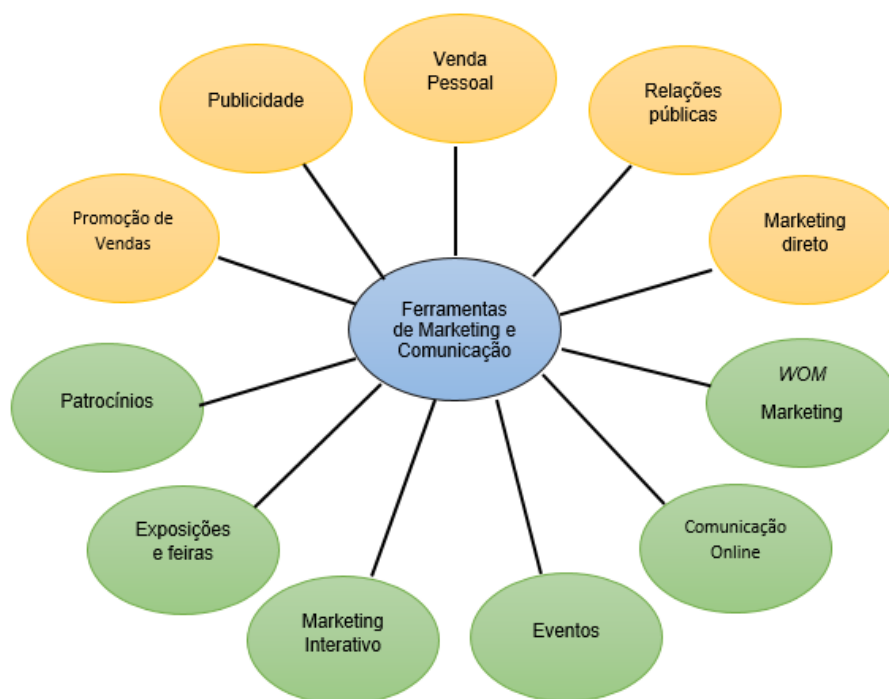 Venda
Pessoal
Publicidade
Relações
públicas
Promoção de
Vendas
Marketing
direto
Ferramentas
de Marketing e
Comunicação
Patrocínios
WOM
Marketing
Exposições
e feiras
Comunicação
Online
Marketing
Interativo
Eventos